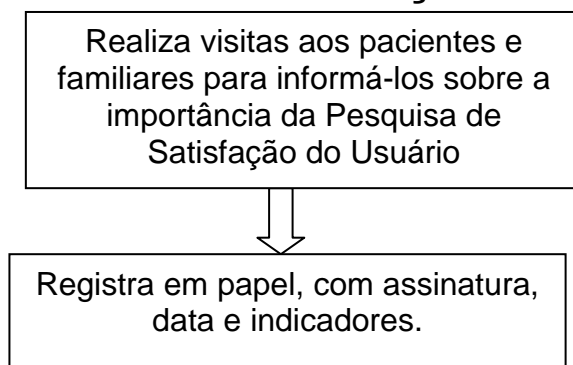 Realiza visitas aos pacientes e
familiares para informá-los sobre a
importância da Pesquisa de
Satisfação do Usuário
Registra em papel, com assinatura,
data e indicadores.